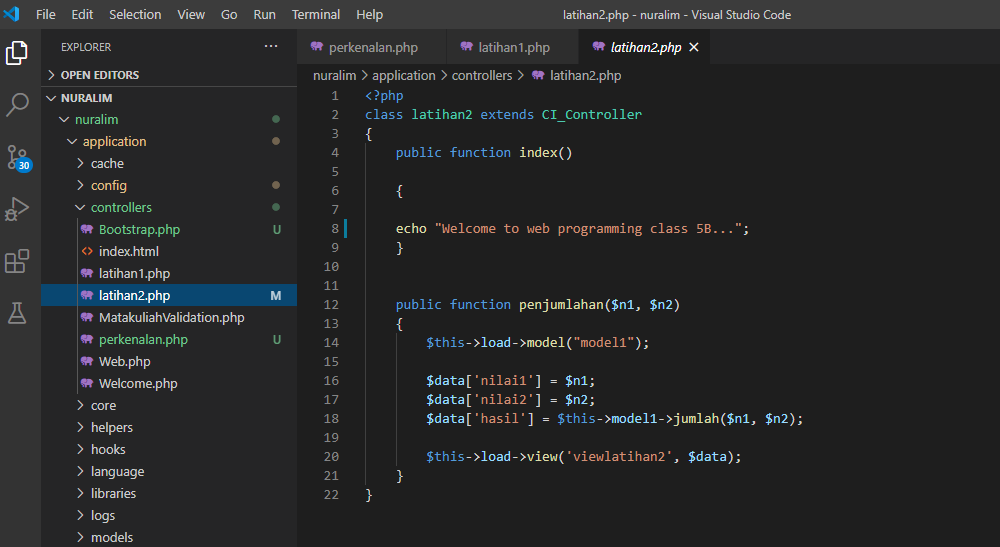 File Edit Selection View Go Run Terminal Help latihan2.php - nuralim - Visual Studio Code
EXPLORER ···
OPEN EDITORS
NURALIM
nuralim
application
cache
config
controllers
Bootstrap.php U
index.html
latihan1.php
latihan2.php M
MatakuliahValidation.php
perkenalan.php U
Web.php
Welcome.php
core
helpers
hooks
language
libraries
logs
models
30
perkenalan.php latihan1.php latihan2.php
nuralim > application > controllers > latihan2.php
1 <?php
2 class latihan2 extends CI_Controller
3 {
4 public function index()
5
6 {
7
8 echo "Welcome to web programming class 5B...";
9 }
10
11
12 public function penjumlahan($n1, $n2)
13 {
14 $this->load->model("model1");
15
16 $data['nilai1'] = $n1;
17 $data['nilai2'] = $n2;
18 $data['hasil'] = $this->model1->jumlah($n1, $n2);
19
20 $this->load->view('viewlatihan2', $data);
21 }
22 }